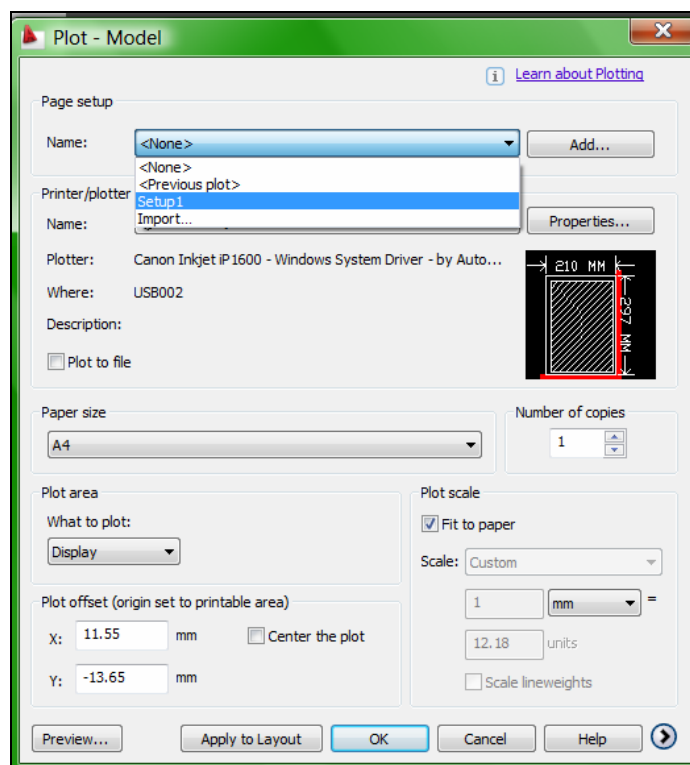 Plot - Model
Learn about Plotting
Page setup
Name: <None> Add...
<None>
<Previous plot>
Setup1
Import...
Printer/plotter
Name: Properties...
Plotter: Canon Inkjet iP1600 - Windows System Driver - by Auto...
Where: USB002
Description:
Plot to file
210 MM
297 MM
Paper size
A4
Number of copies
1
Plot area
What to plot:
Display
Plot scale
Fit to paper
Scale: Custom
1 mm =
12.18 units
Scale lineweights
Plot offset (origin set to printable area)
X: 11.55 mm Center the plot
Y: -13.65 mm
Preview... Apply to Layout OK Cancel Help